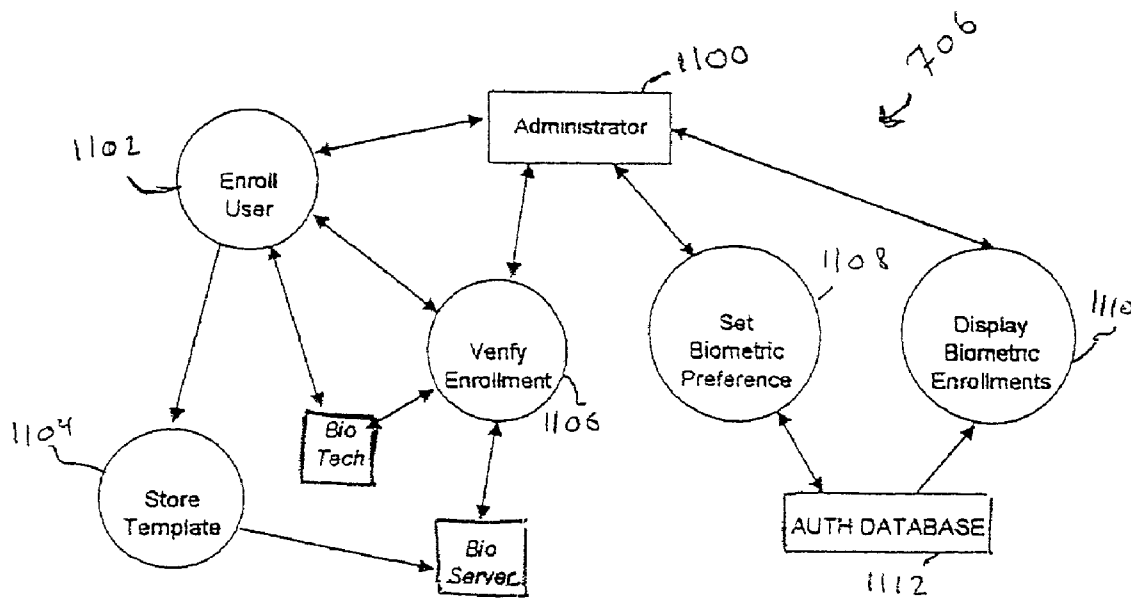 706
1100
Administrator
1102
Enroll
User
1108
1110
Set
Biometric
Preference
Display
Biometric
Enrollments
Verify
Enrollment
1106
Bio
Tech
1104
Store
Template
AUTH DATABASE
Bio
Server
1112